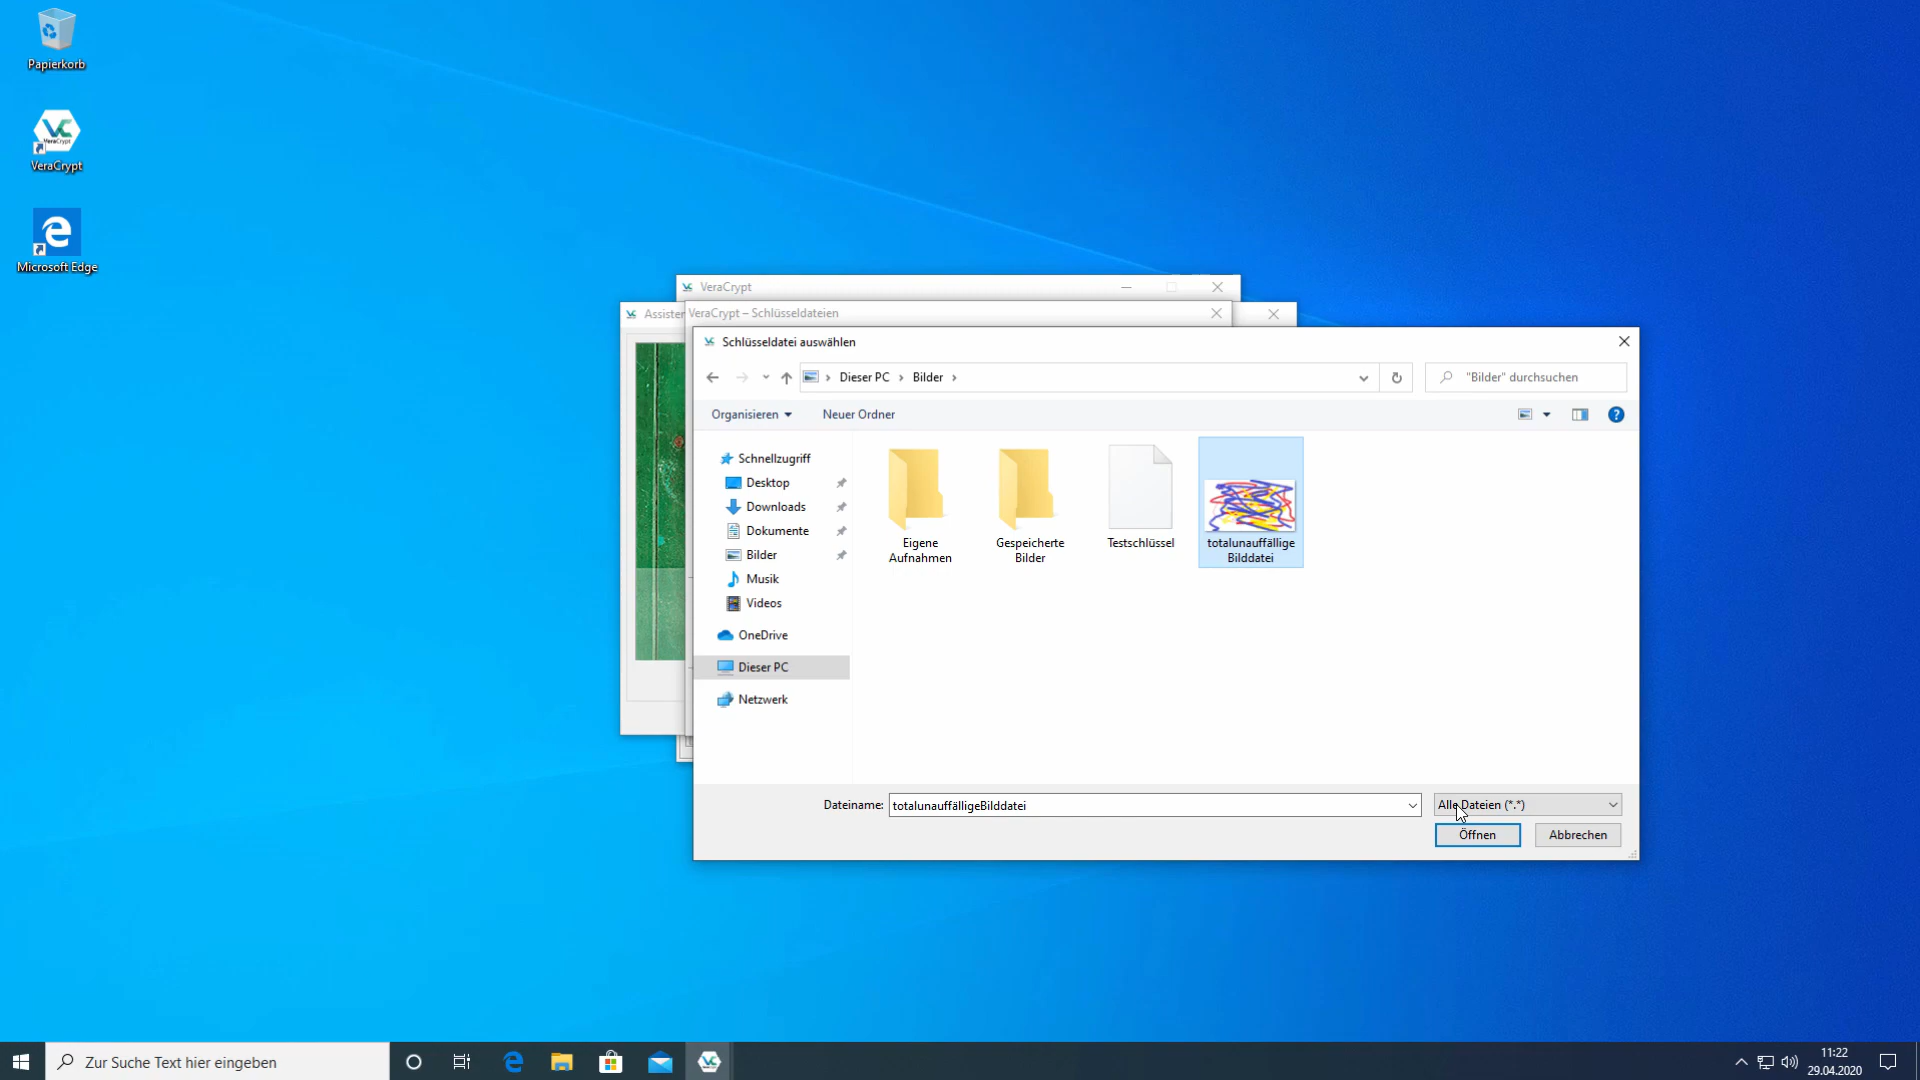 Papierkorb
VeraCrypt
VeraCrypt
Microsoft Edge
VeraCrypt
Assisten
VeraCrypt – Schlüsseldateien
Schlüsseldatei auswählen
Dieser PC
Bilder
"Bilder" durchsuchen
Organisieren
Neuer Ordner
Schnellzugriff
Desktop
Downloads
Dokumente
Bilder
Musik
Videos
OneDrive
Dieser PC
Netzwerk
Eigene
Aufnahmen
Gespeicherte
Bilder
Testschlüssel
totalunauffällige
Bilddatei
Dateiname:
totalunauffälligeBilddatei
Alle Dateien (*.*)
Öffnen
Abbrechen
Zur Suche Text hier eingeben
11:22
29.04.2020